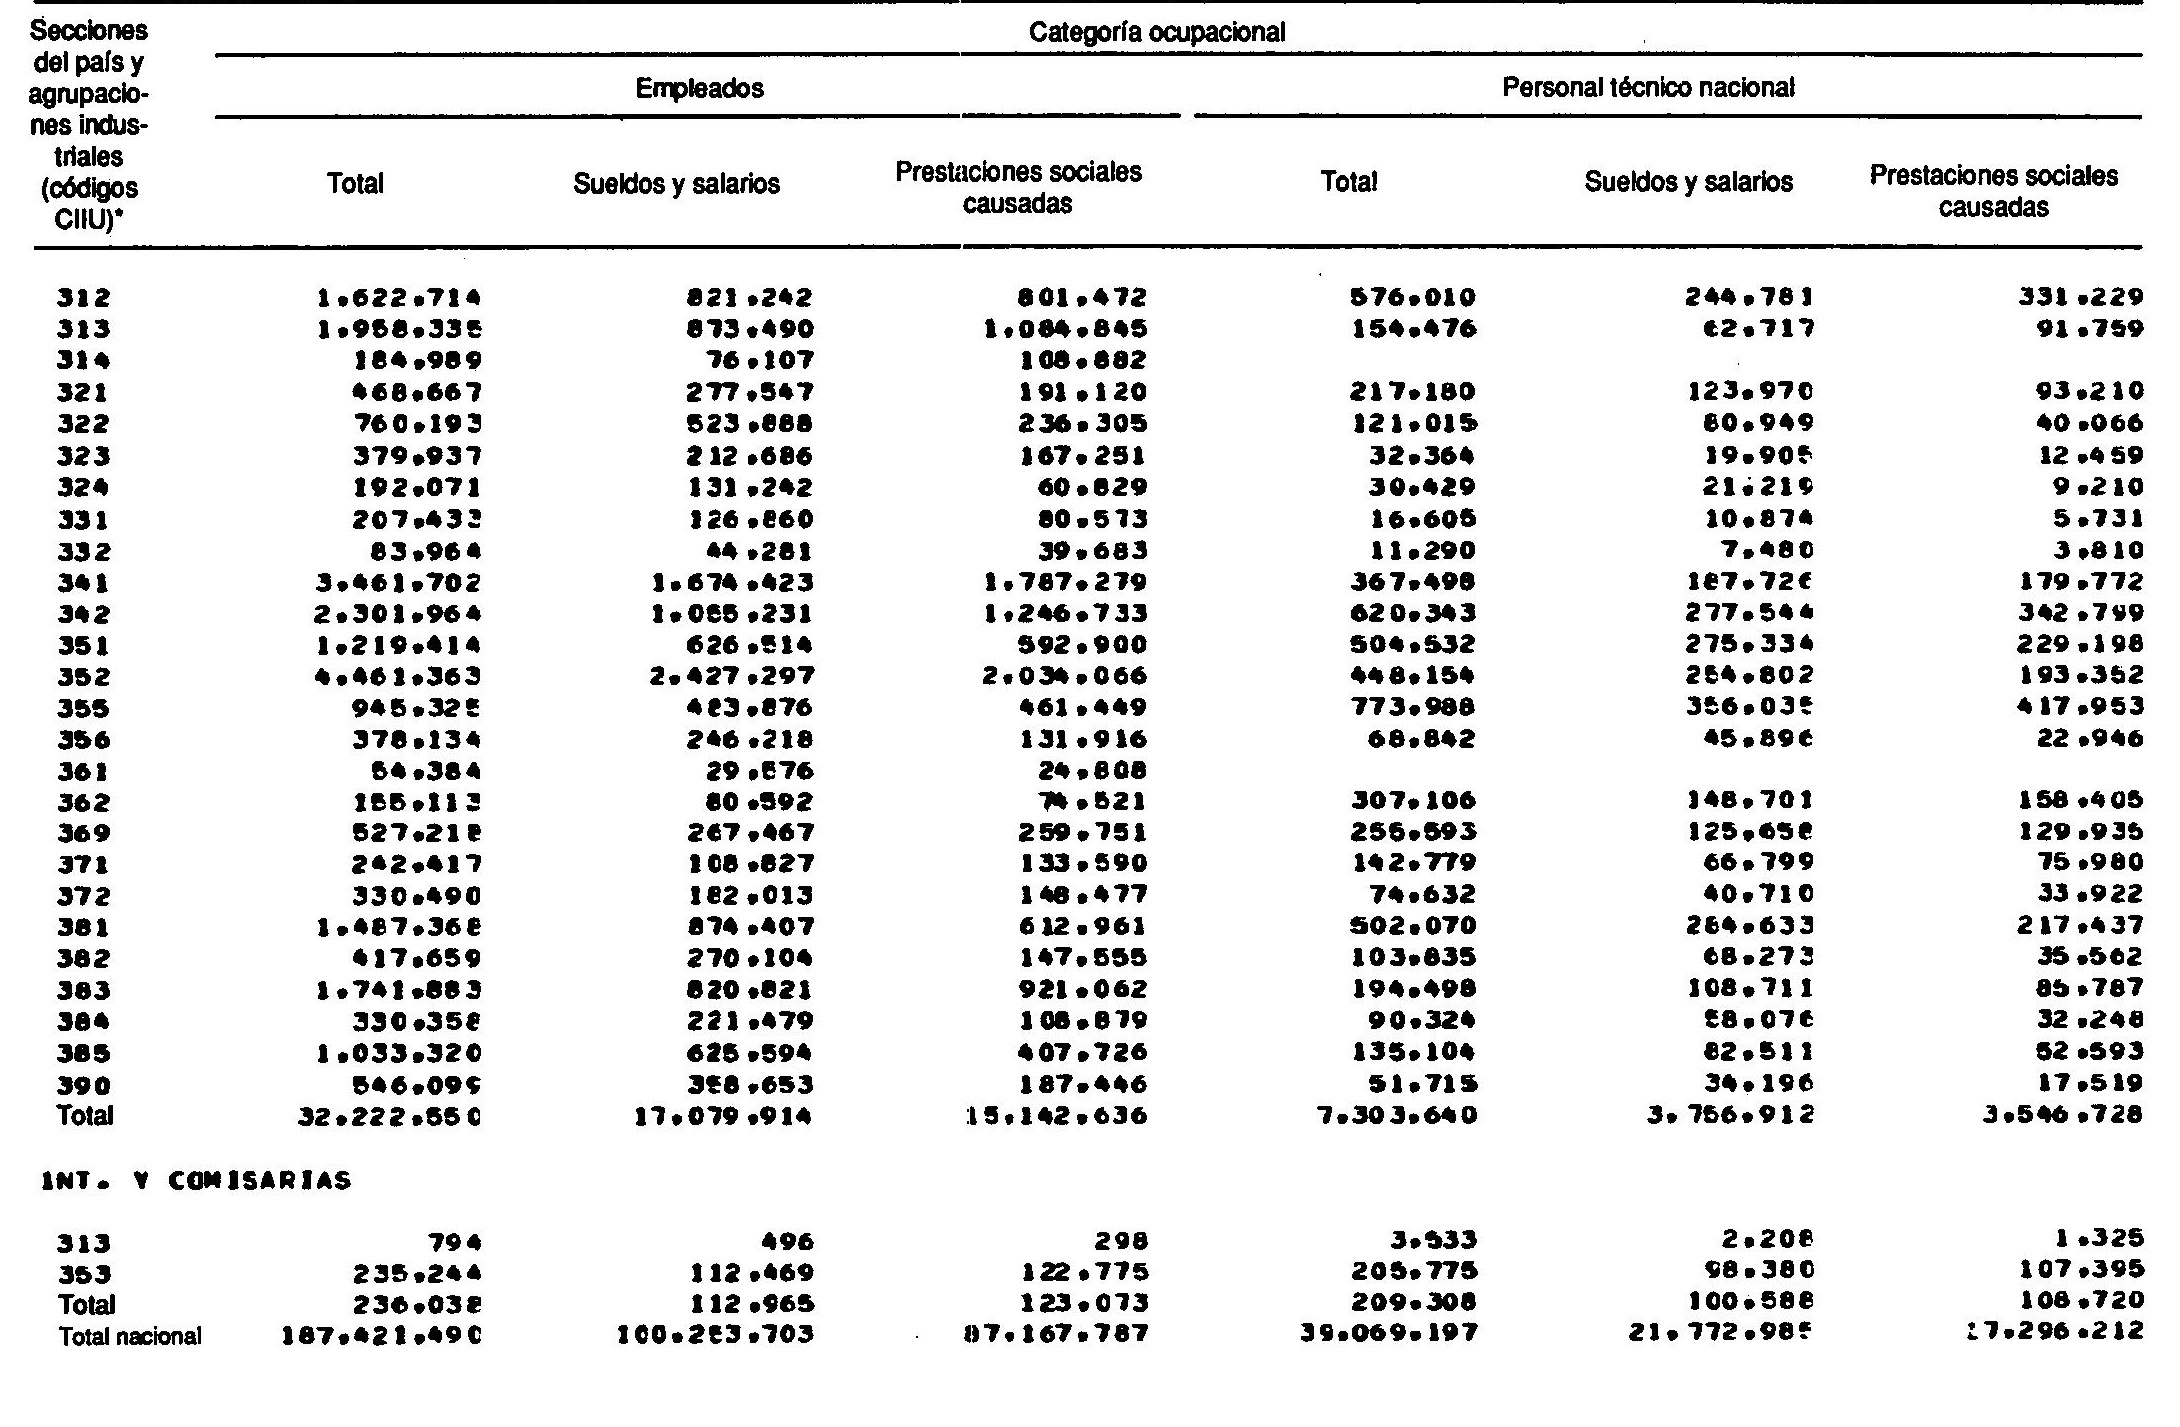 Secciones
del país y
agrupacio-
nes indus-
triales
(códigos
CIIU)*
Categoría ocupacional
Empleados Personal técnico nacional
Total Sueldos y salarios Prestaciones sociales causadas Total Sueldos y salarios Prestaciones sociales causadas
312 1.622.714 821.242 801.472 576.010 244.781 331.229
313 1.958.335 873.490 1.084.845 154.476 62.717 91.759
314 184.989 76.107 108.882
321 468.667 277.547 191.120 217.180 123.970 93.210
322 760.193 523.888 236.305 121.015 80.949 40.066
323 379.937 212.686 167.251 32.364 19.905 12.459
324 192.071 131.242 60.829 30.429 21.219 9.210
331 207.433 126.860 80.573 16.605 10.874 5.731
332 83.964 44.281 39.683 11.290 7.480 3.810
341 3.461.702 1.674.423 1.787.279 367.498 187.726 179.772
342 2.301.964 1.055.231 1.246.733 620.343 277.544 342.799
351 1.219.414 626.514 592.900 504.532 275.334 229.198
352 4.461.363 2.427.297 2.034.066 448.154 254.802 193.352
355 945.325 483.876 461.449 773.988 356.035 417.953
356 378.134 246.218 131.916 68.842 45.896 22.946
361 54.384 29.576 24.808
362 155.113 80.592 74.521 307.106 148.701 158.405
369 527.218 267.467 259.751 255.593 125.658 129.935
371 242.417 108.827 133.590 142.779 66.799 75.980
372 330.490 182.013 148.477 74.632 40.710 33.922
381 1.487.368 874.407 612.961 502.070 284.633 217.437
382 417.659 270.104 147.555 103.835 68.273 35.562
383 1.741.883 820.821 921.062 194.498 108.711 85.787
384 330.358 221.479 108.879 90.324 58.076 32.248
385 1.033.320 625.594 407.726 135.104 82.511 52.593
390 546.099 358.653 187.446 51.715 34.196 17.519
Total 32.222.550 17.079.914 15.142.636 7.303.640 3.756.912 3.546.728
INT. Y COMISARIAS
313 794 496 298 3.533 2.208 1.325
353 235.244 112.469 122.775 205.775 98.380 107.395
Total 236.038 112.965 123.073 209.308 100.588 108.720
Total nacional 187.421.490 100.253.703 87.167.787 39.069.197 21.772.985 17.296.212